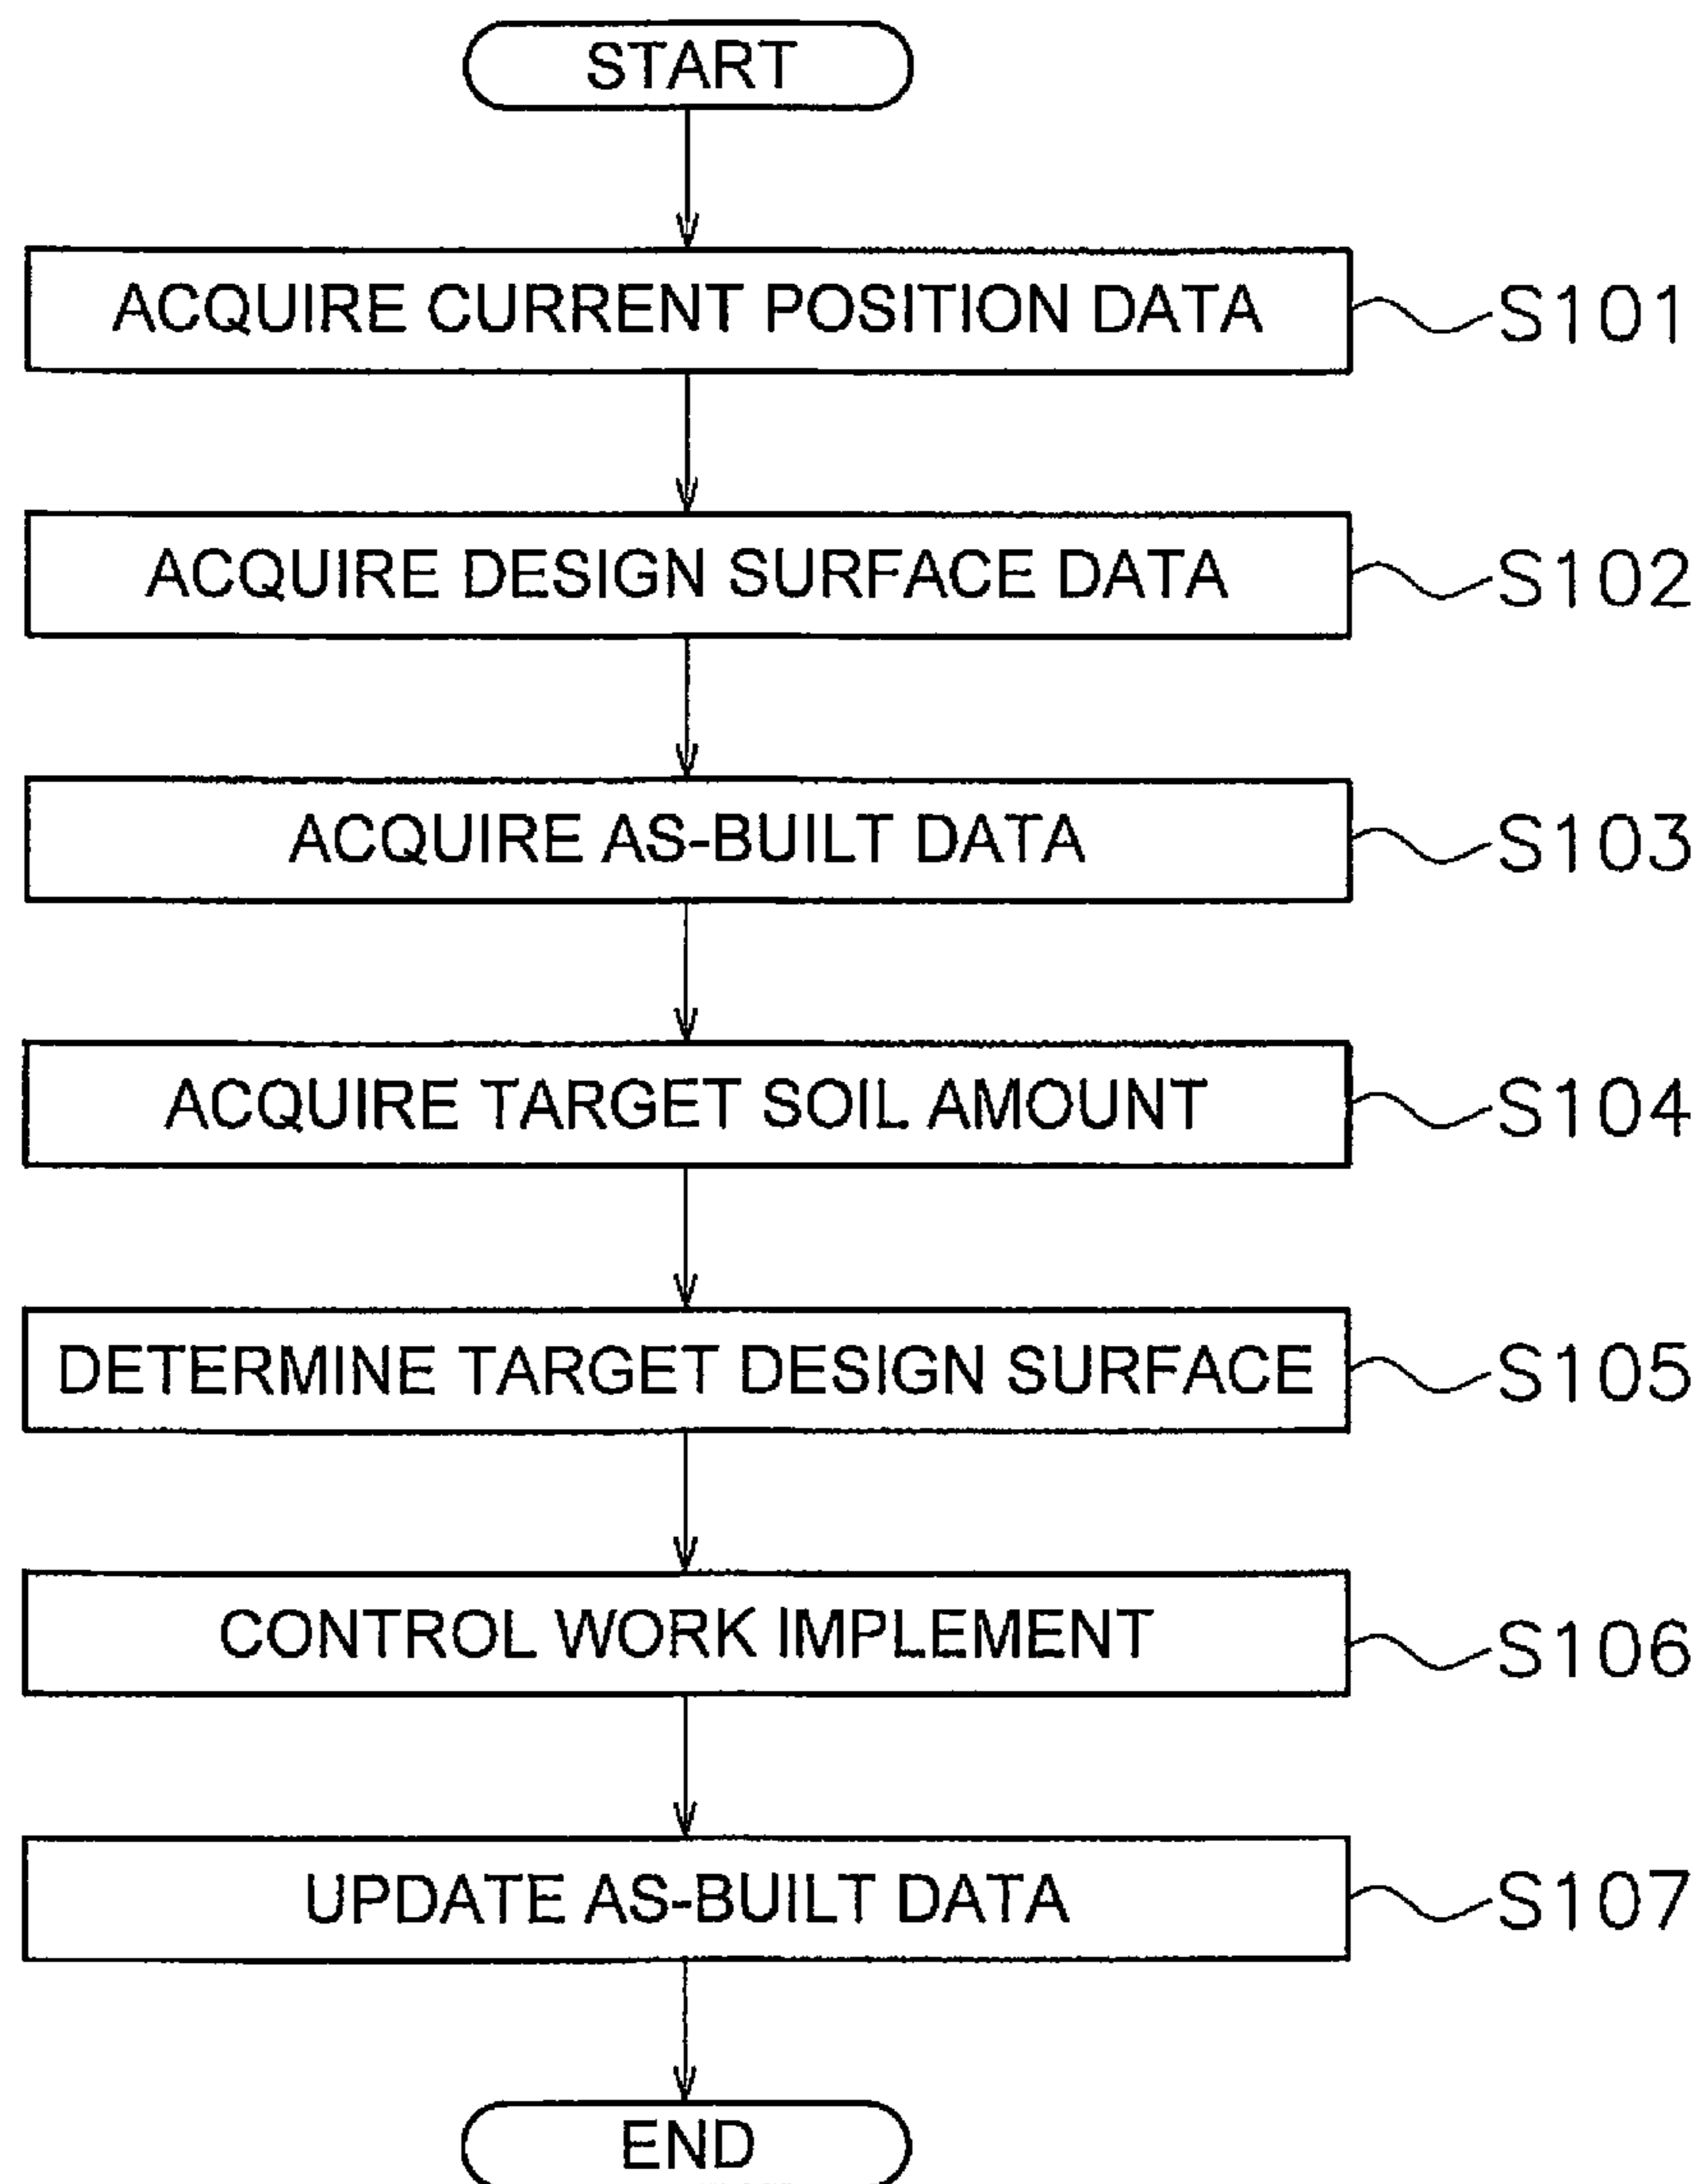 START
ACQUIRE CURRENT POSITION DATA S101
ACQUIRE DESIGN SURFACE DATA S102
ACQUIRE AS-BUILT DATA S103
ACQUIRE TARGET SOIL AMOUNT S104
DETERMINE TARGET DESIGN SURFACE S105
CONTROL WORK IMPLEMENT S106
UPDATE AS-BUILT DATA S107
END